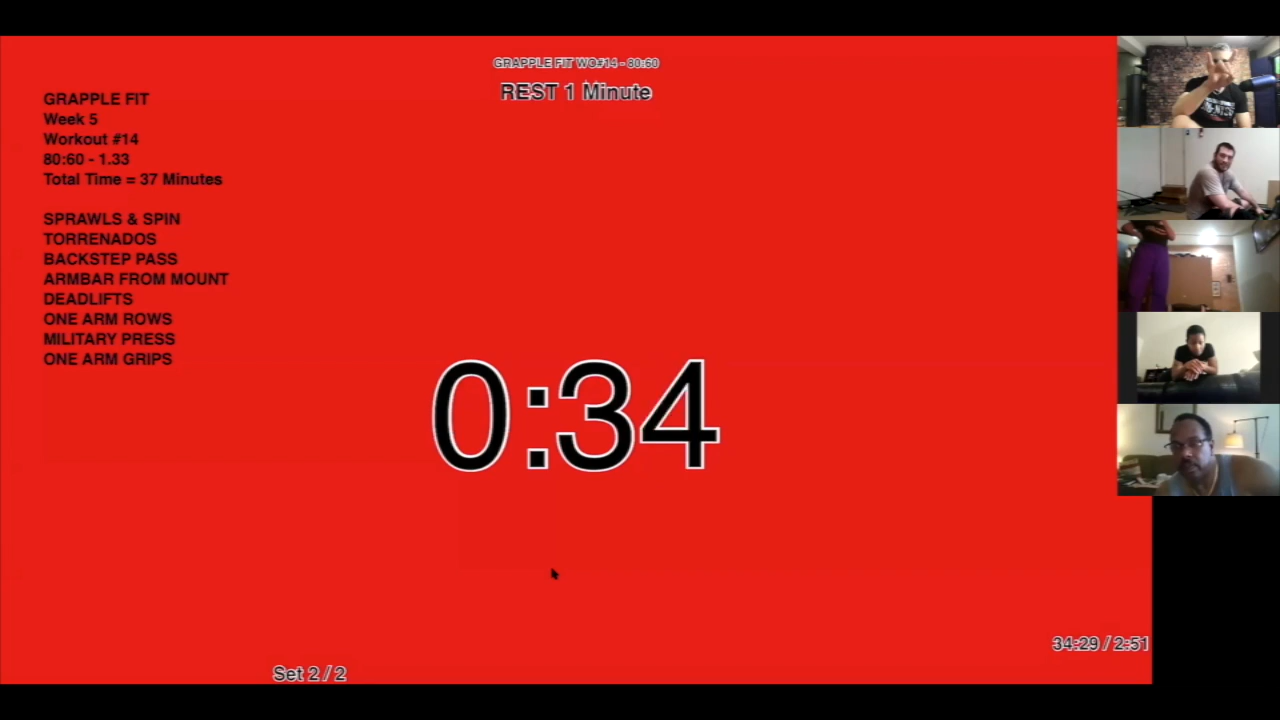 GRAPPLE FIT WO#14 - 80:60
REST 1 Minute
GRAPPLE FIT
Week 5
Workout #14
80:60 - 1.33
Total Time = 37 Minutes
SPRAWLS & SPIN
TORRENADOS
BACKSTEP PASS
ARMBAR FROM MOUNT
DEADLIFTS
ONE ARM ROWS
MILITARY PRESS
ONE ARM GRIPS
0:34
34:29 / 2:51
Set 2 / 2